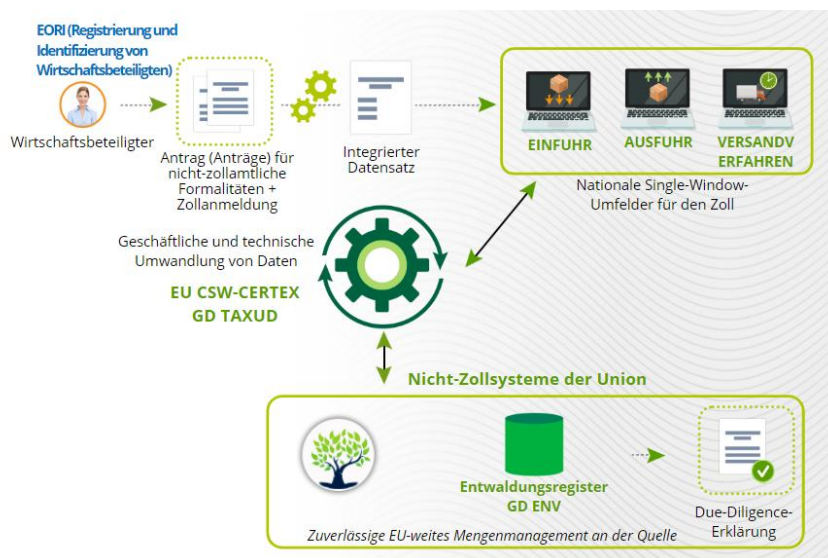 EORI (Registrierung und
Identifizierung von
Wirtschaftsbeteiligten)
Wirtschaftsbeteiligter
Antrag (Anträge) für
nicht-zollamtliche
Formalitäten +
Zollanmeldung
Integrierter
Datensatz
EINFUHR
AUSFUHR
VERSANDV
ERFAHREN
Nationale Single-Window-
Umfelder für den Zoll
Geschäftliche und technische
Umwandlung von Daten
EU CSW-CERTEX
GD TAXUD
Nicht-Zollsysteme der Union
Entwaldungsregister
GD ENV
Due-Diligence-
Erklärung
Zuverlässige EU-weites Mengenmanagement an der Quelle